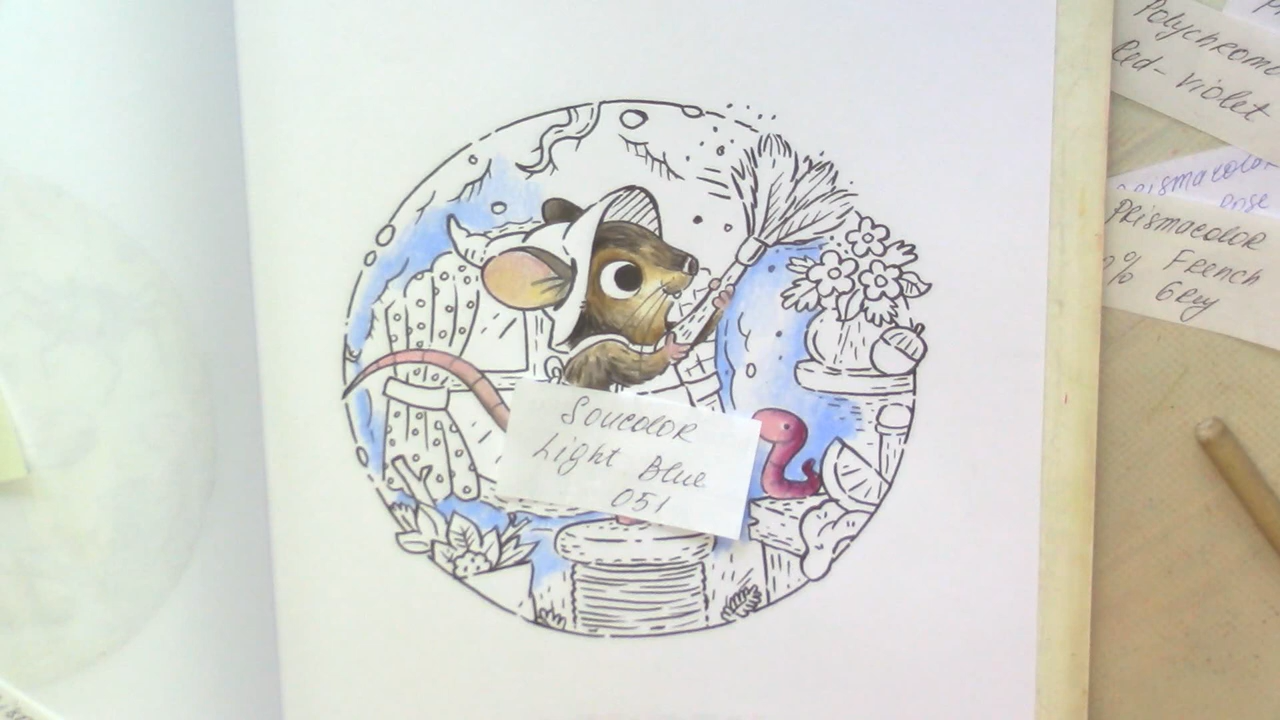 Soucolor
Light Blue
051
Polychromo
Red-violet
PRISMACOLOR
PRISMACOLOR
% French
Grey